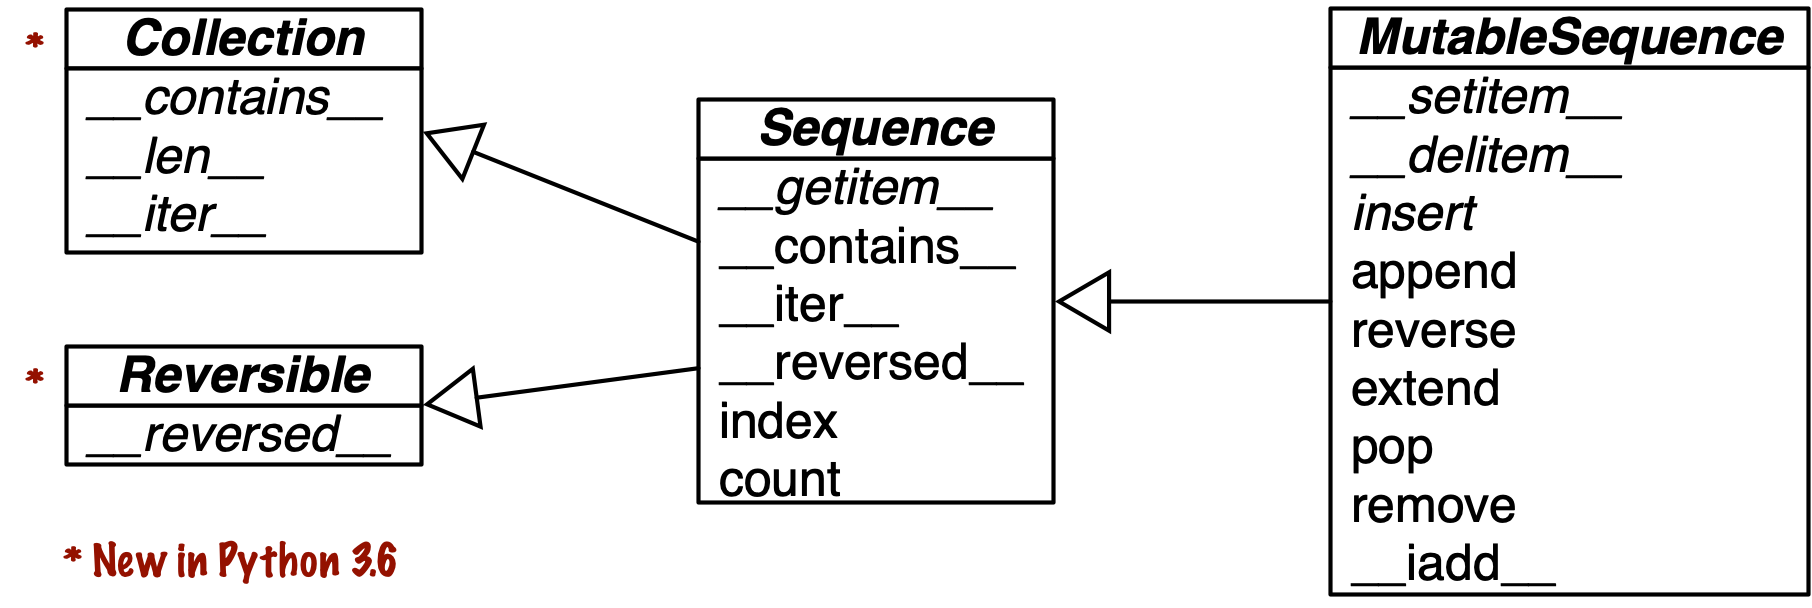 *
Collection
__contains__
__len__
__iter__
*
Reversible
__reversed__
* New in Python 3.6
Sequence
__getitem__
__contains__
__iter__
__reversed__
index
count
MutableSequence
__setitem__
__delitem__
insert
append
reverse
extend
pop
remove
__iadd__